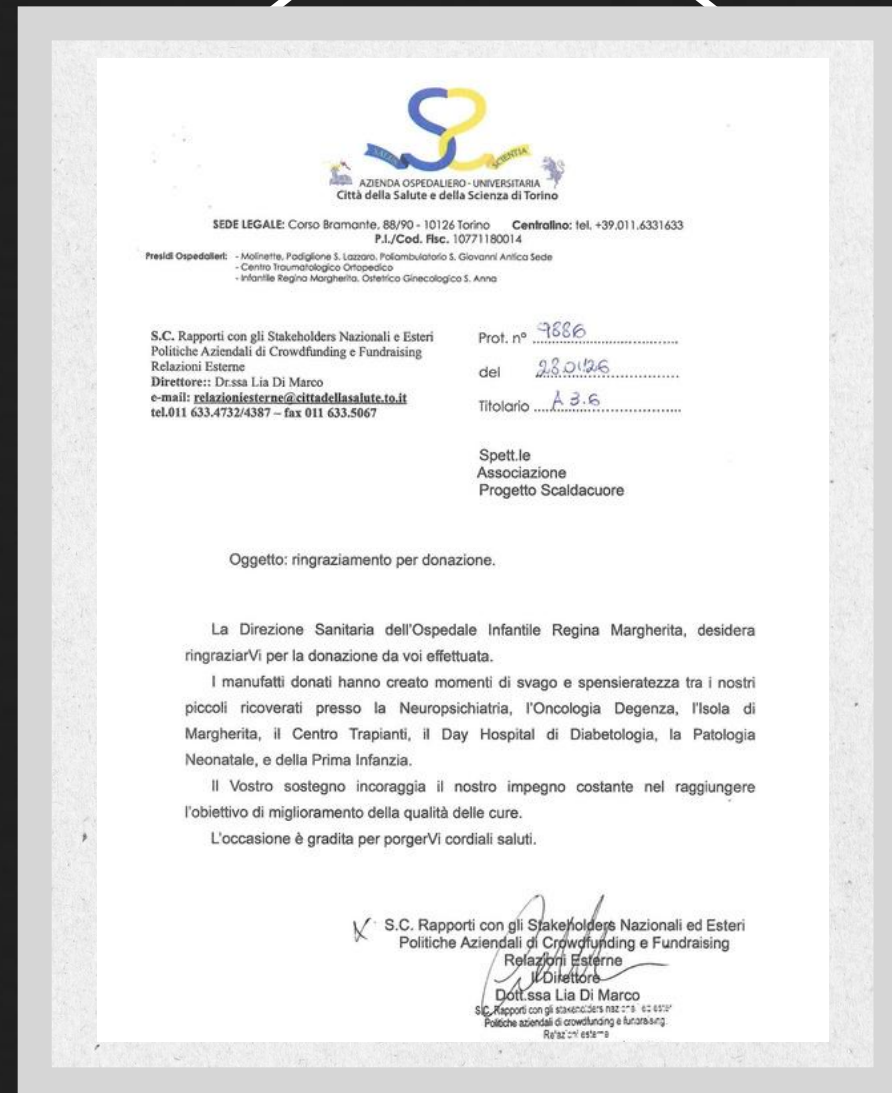 SALUS
SCIENTIA
AZIENDA OSPEDALIERO - UNIVERSITARIA
Città della Salute e della Scienza di Torino
SEDE LEGALE: Corso Bramante, 88/90 - 10126 Torino Centralino: tel. +39.011.6331633
P.I./Cod. Fisc. 10771180014
Presidi Ospedalieri: - Molinette, Padiglione S. Lazzaro, Poliambulatorio S. Giovanni Antica Sede
- Centro Traumatologico Ortopedico
- Infantile Regina Margherita, Ostetrico Ginecologico S. Anna
S.C. Rapporti con gli Stakeholders Nazionali e Esteri
Politiche Aziendali di Crowdfunding e Fundraising
Relazioni Esterne
Direttore:: Dr.ssa Lia Di Marco
e-mail: relazioniesterne@cittadellasalute.to.it
tel.011 633.4732/4387 – fax 011 633.5067
Prot. n° 9886
del 28.01.26
Titolario A 3.6
Spett.le
Associazione
Progetto Scaldacuore
Oggetto: ringraziamento per donazione.
La Direzione Sanitaria dell'Ospedale Infantile Regina Margherita, desidera
ringraziarVi per la donazione da voi effettuata.
I manufatti donati hanno creato momenti di svago e spensieratezza tra i nostri
piccoli ricoverati presso la Neuropsichiatria, l'Oncologia Degenza, l'Isola di
Margherita, il Centro Trapianti, il Day Hospital di Diabetologia, la Patologia
Neonatale, e della Prima Infanzia.
Il Vostro sostegno incoraggia il nostro impegno costante nel raggiungere
l'obiettivo di miglioramento della qualità delle cure.
L'occasione è gradita per porgerVi cordiali saluti.
S.C. Rapporti con gli Stakeholders Nazionali ed Esteri
Politiche Aziendali di Crowdfunding e Fundraising
Relazioni Esterne
Il Direttore
Dott.ssa Lia Di Marco
S.C. Rapporti con gli stakeholders nazionali ed esteri
Politiche aziendali di crowdfunding e fundraising.
Relazioni esterne